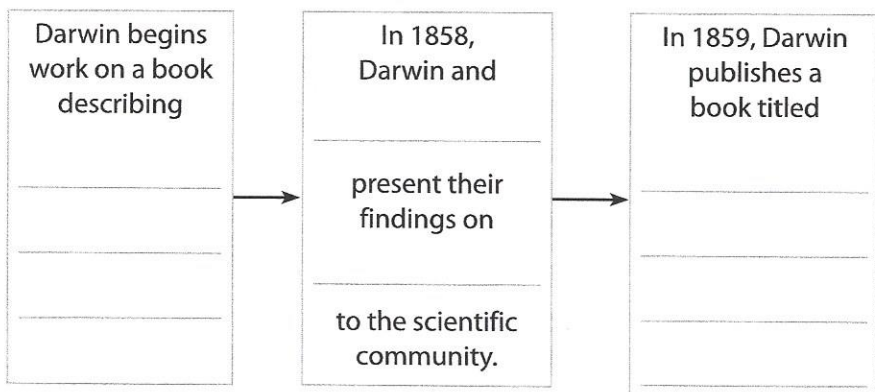 Darwin begins
work on a book
describing
In 1858,
Darwin and
present their
findings on
to the scientific
community.
In 1859, Darwin
publishes a
book titled